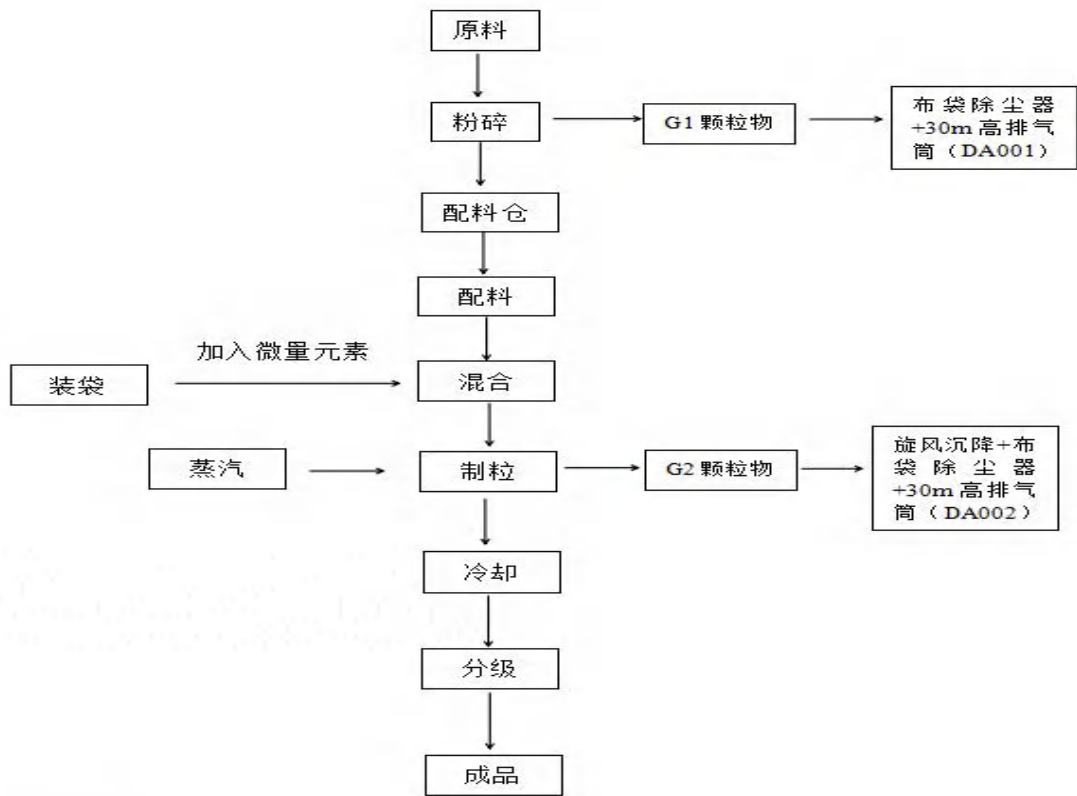 原料
粉碎
G1 颗粒物
布袋除尘器
+30m 高排气
筒（DA001）
配料仓
配料
加入微量元素
装袋
混合
蒸汽
制粒
G2 颗粒物
旋风沉降+布
袋除尘器
+30m 高排气
筒（DA002）
冷却
分级
成品